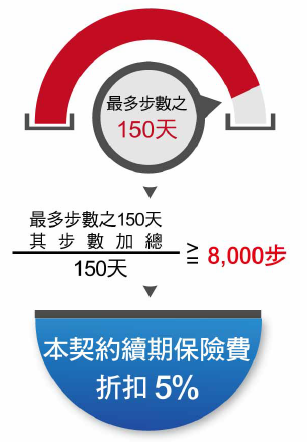 最多步數之
150天
最多步數之150天
其步數加總
150天
≧ 8,000步
本契約續期保險費
折扣 5%